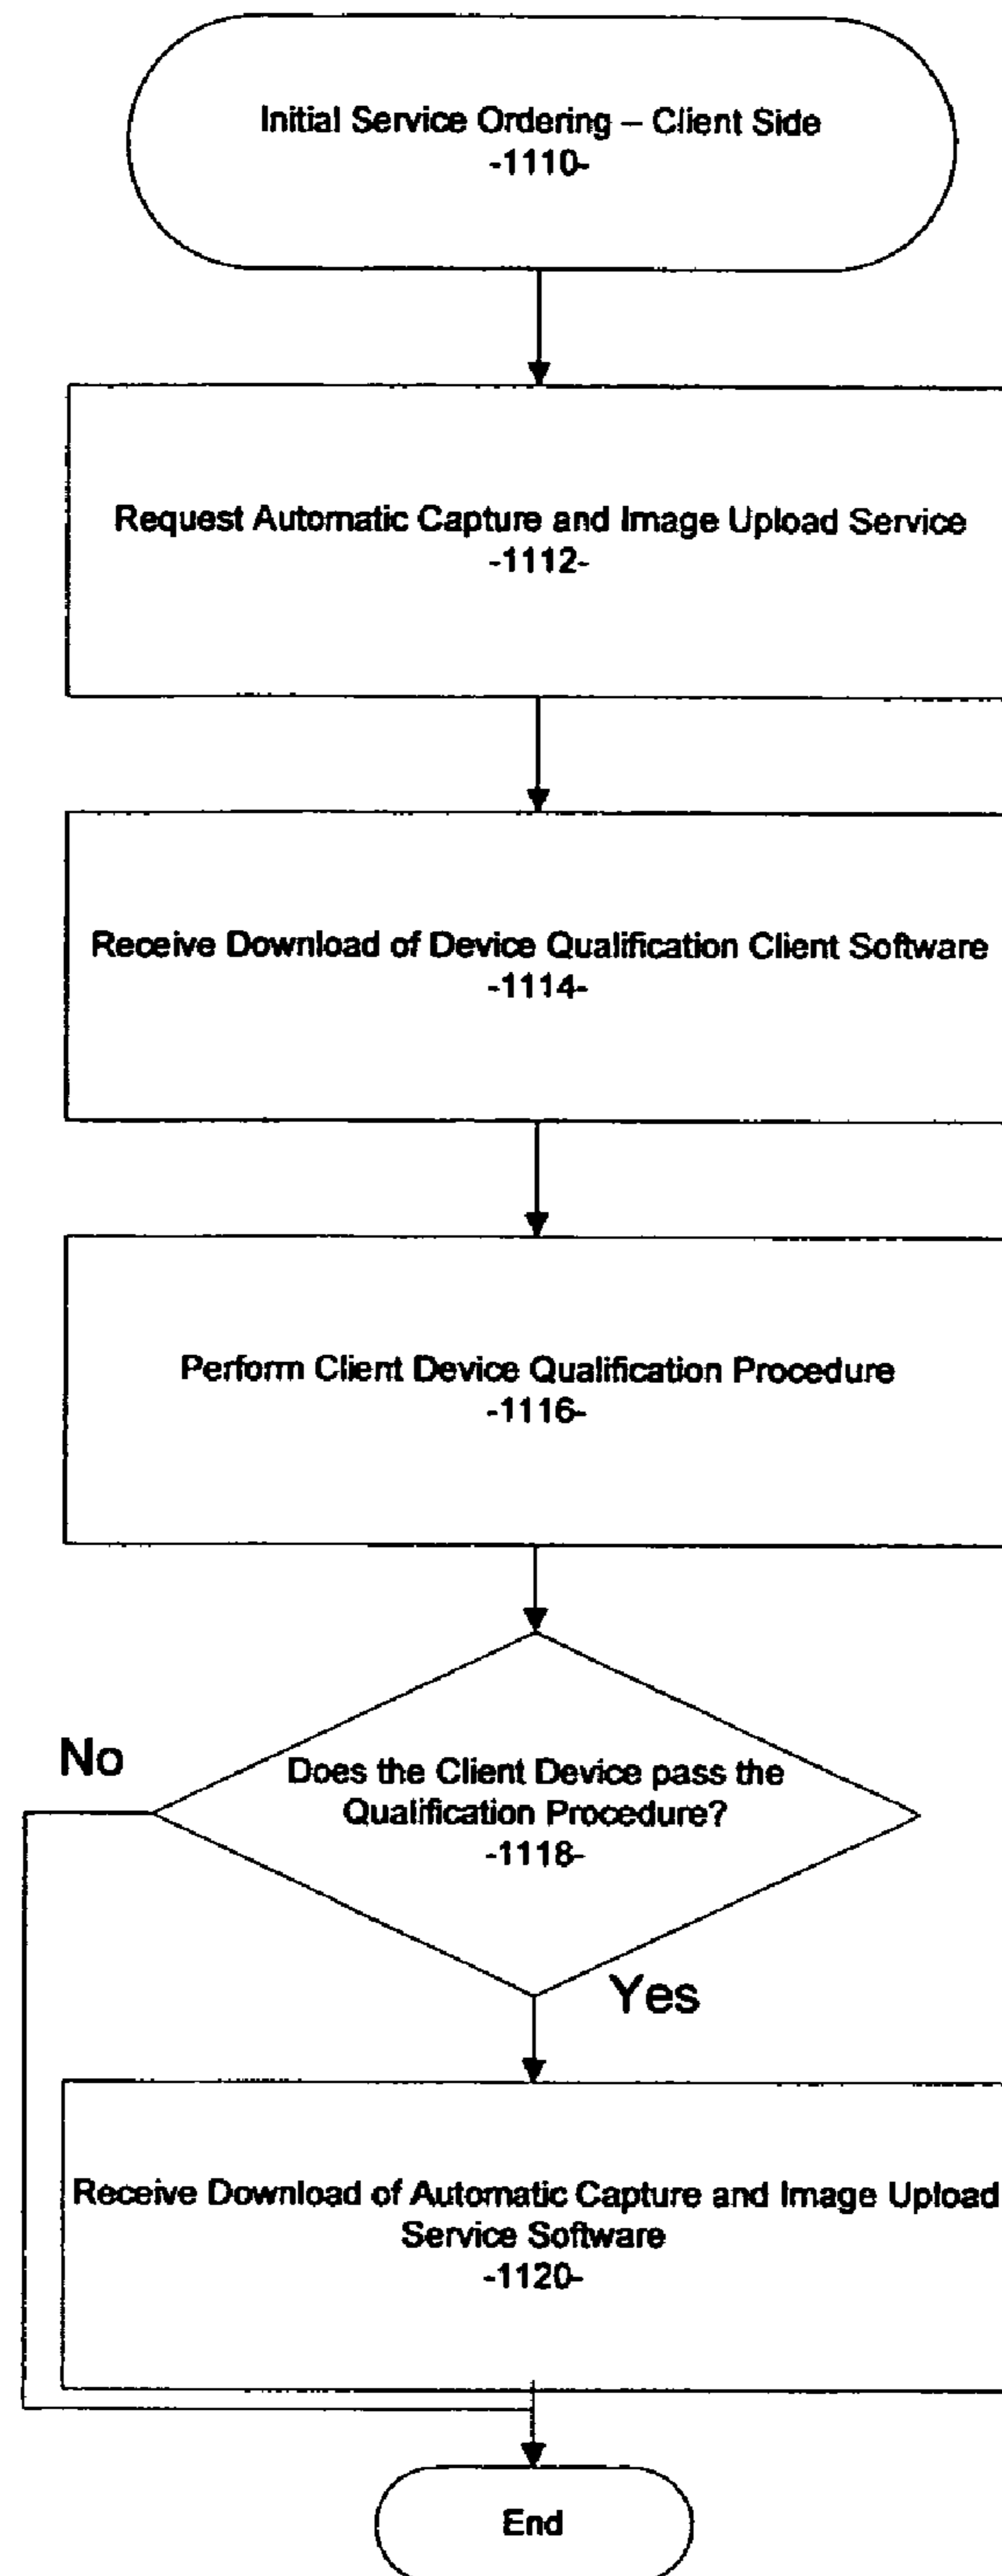 Initial Service Ordering – Client Side
-1110-
Request Automatic Capture and Image Upload Service
-1112-
Receive Download of Device Qualification Client Software
-1114-
Perform Client Device Qualification Procedure
-1116-
No
Does the Client Device pass the
Qualification Procedure?
-1118-
Yes
Receive Download of Automatic Capture and Image Upload
Service Software
-1120-
End